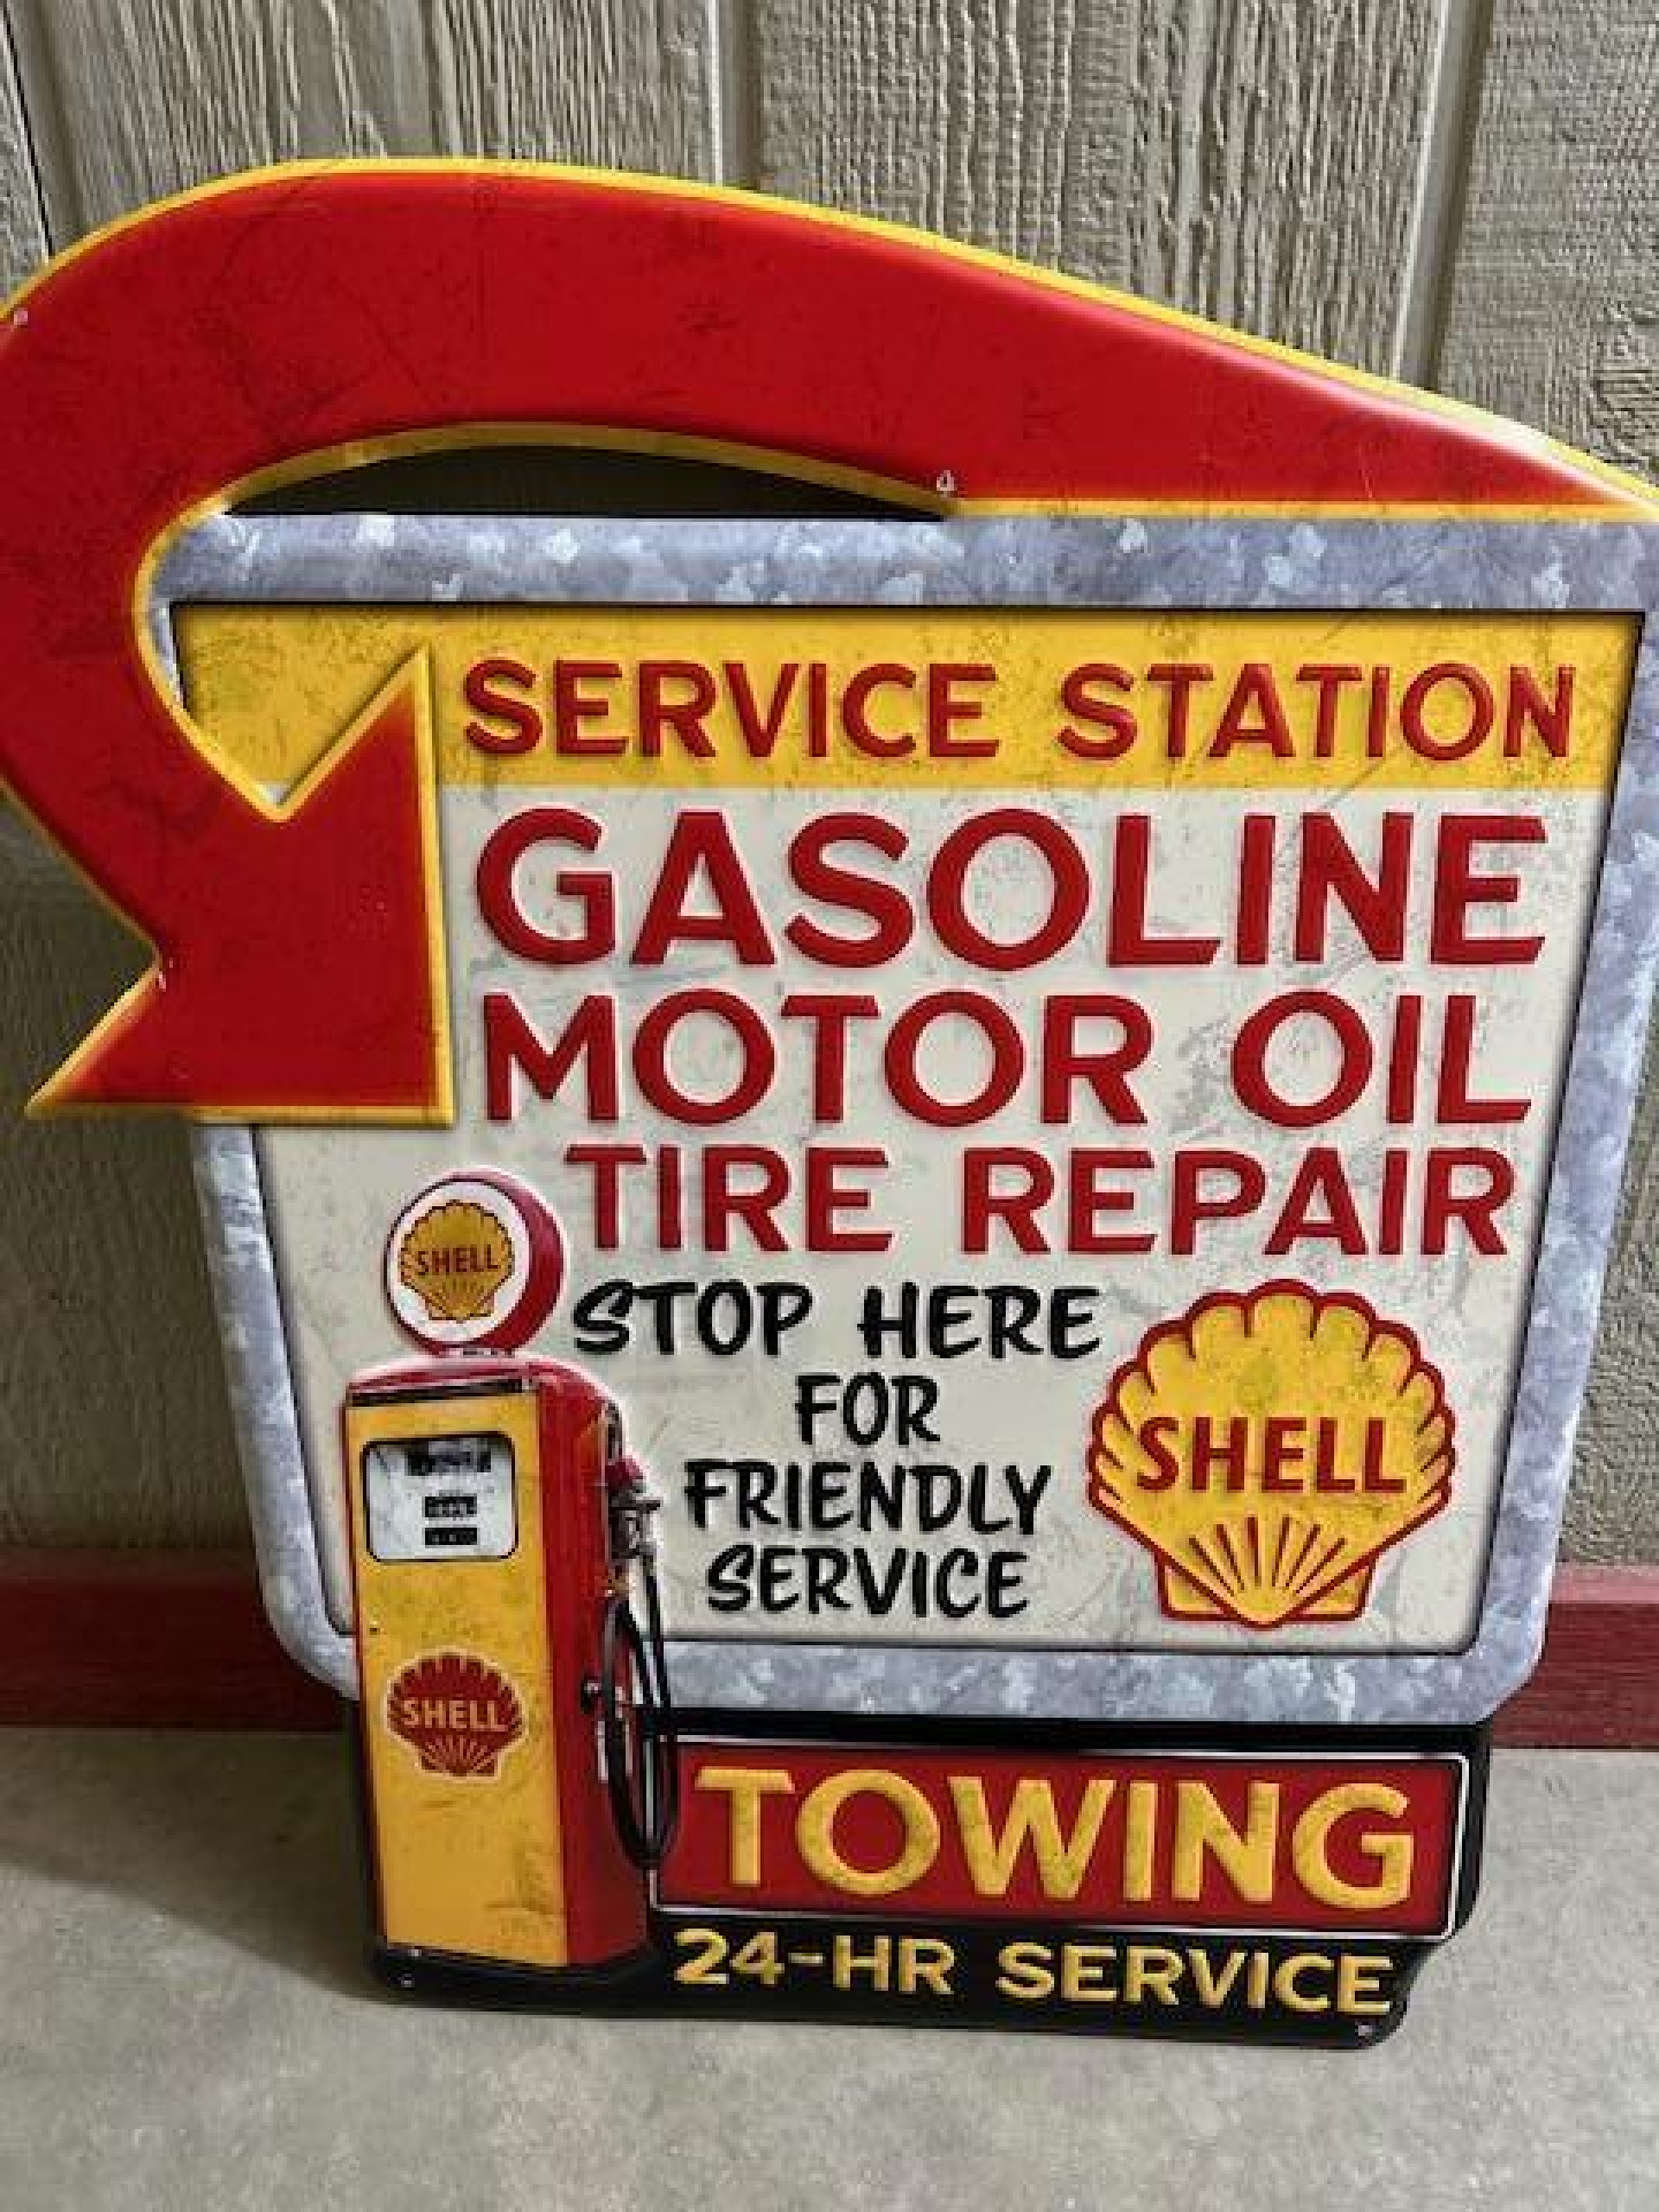 SERVICE STATION
GASOLINE
MOTOR OIL
TIRE REPAIR
SHELL
STOP HERE
FOR
FRIENDLY
SERVICE
SHELL
SHELL
TOWING
24-HR SERVICE